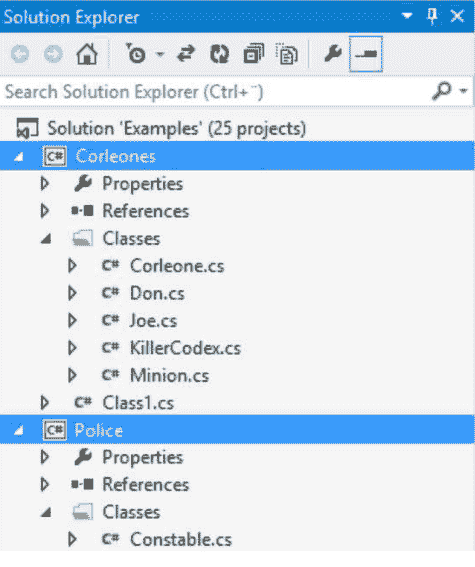 Solution Explorer
Search Solution Explorer (Ctrl+¨)
Solution 'Examples' (25 projects)
C# Corleones
Properties
References
Classes
C# Corleone.cs
C# Don.cs
C# Joe.cs
C# KillerCodex.cs
C# Minion.cs
C# Class1.cs
C# Police
Properties
References
Classes
C# Constable.cs